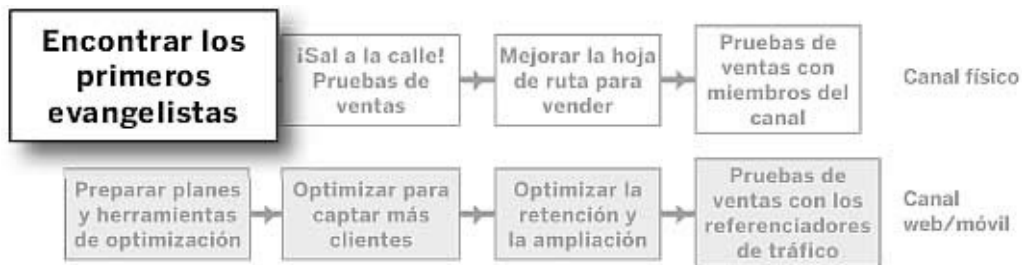 Encontrar los
primeros
evangelistas
¡Sal a la calle!
Pruebas de
ventas
Mejorar la hoja
de ruta para
vender
Pruebas de
ventas con
miembros del
canal
Canal físico
Preparar planes
y herramientas
de optimización
Optimizar para
captar más
clientes
Optimizar la
retención y
la ampliación
Pruebas de
ventas con los
referenciadores
de tráfico
Canal
web/móvil